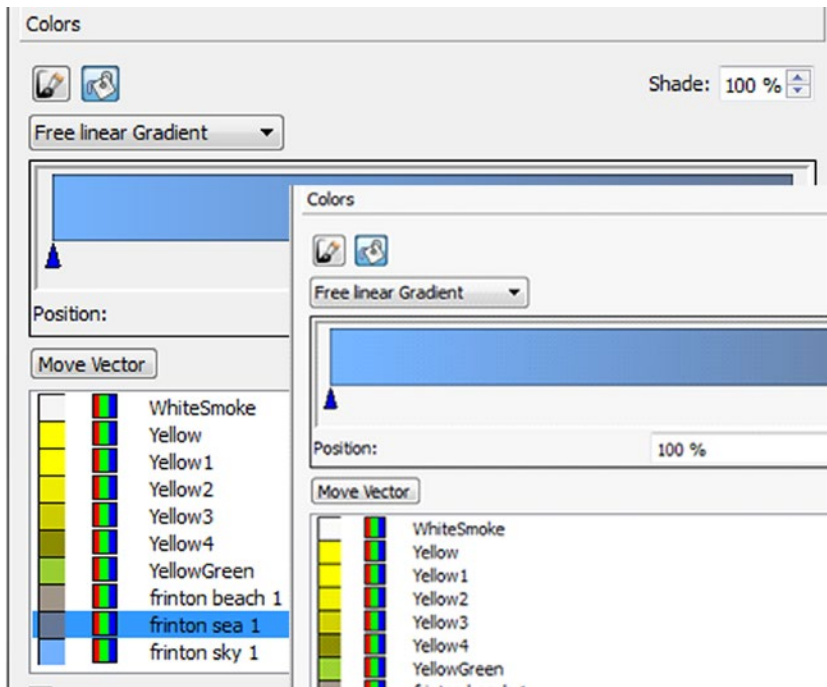 Colors
Shade: 100 %
Free linear Gradient
Position:
Move Vector
WhiteSmoke
Yellow
Yellow1
Yellow2
Yellow3
Yellow4
YellowGreen
frinton beach 1
frinton sea 1
frinton sky 1
Colors
Free linear Gradient
Position: 100 %
Move Vector
WhiteSmoke
Yellow
Yellow1
Yellow2
Yellow3
Yellow4
YellowGreen